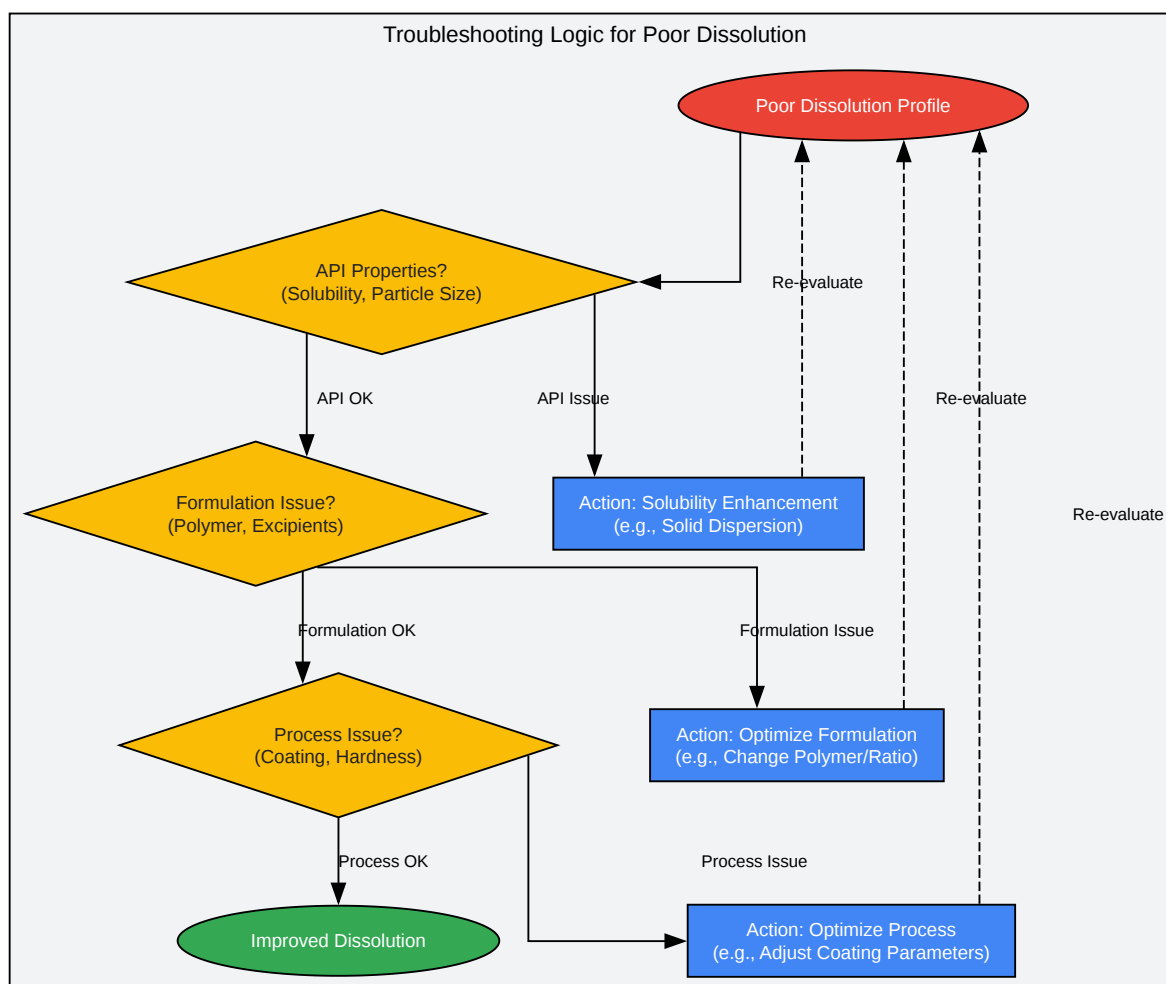 Troubleshooting Logic for Poor Dissolution
Poor Dissolution Profile
API Properties?
(Solubility, Particle Size)
Re-evaluate
API OK
API Issue
Re-evaluate
Formulation Issue?
(Polymer, Excipients)
Action: Solubility Enhancement
(e.g., Solid Dispersion)
Re-evaluate
Formulation OK
Formulation Issue
Process Issue?
(Coating, Hardness)
Action: Optimize Formulation
(e.g., Change Polymer/Ratio)
Process OK
Process Issue
Improved Dissolution
Action: Optimize Process
(e.g., Adjust Coating Parameters)